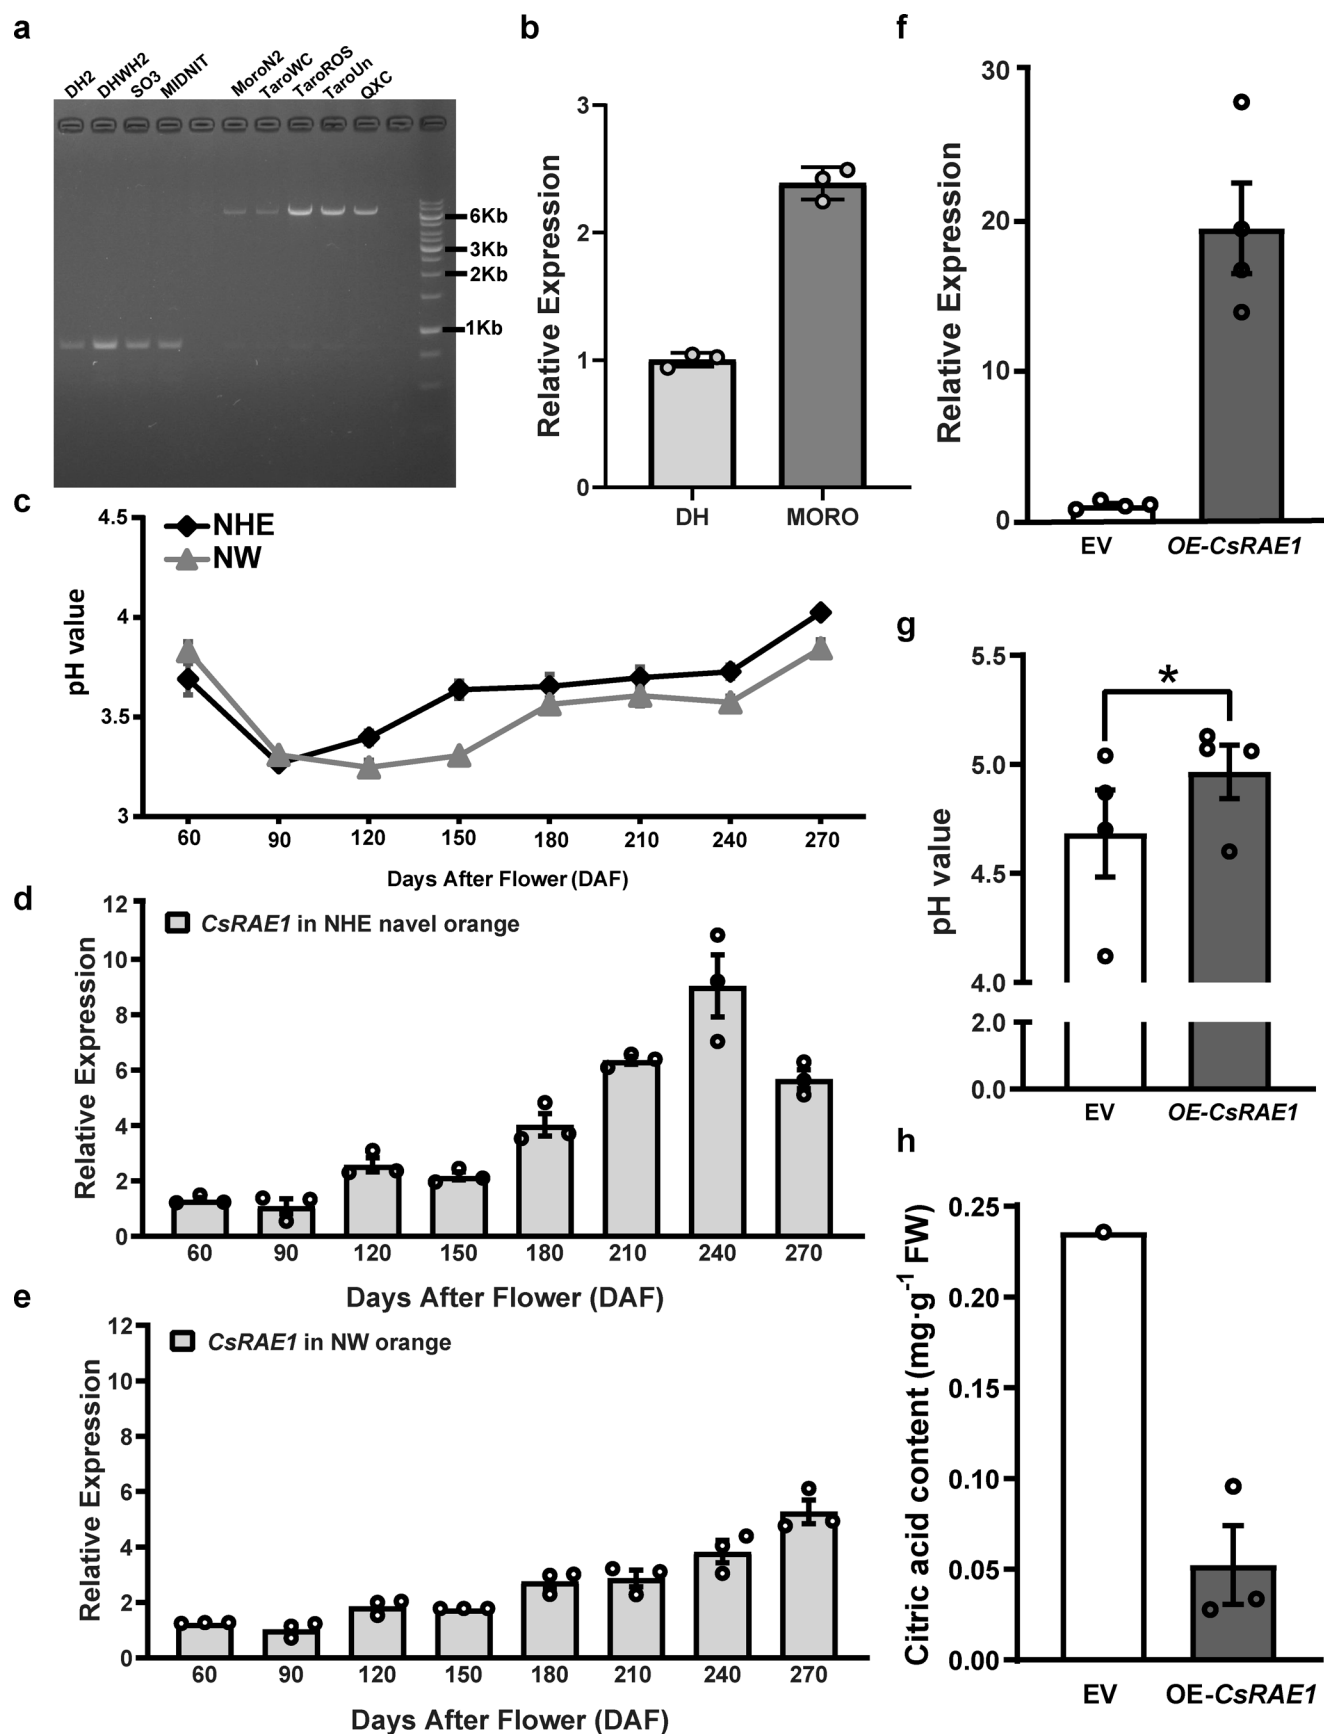 a
DH2
DHWH2
SO3
MIDNIT
MoroN2
TaroWC
TaroROS
TaroUn
QXC
6Kb
3Kb
2Kb
1Kb
b
Relative Expression
3
2
1
0
DH
MORO
c
pH value
4.5
4
3.5
3
NHE
NW
60 90 120 150 180 210 240 270
Days After Flower (DAF)
d
Relative Expression
12
10
8
6
4
2
0
CsRAE1 in NHE navel orange
60 90 120 150 180 210 240 270
Days After Flower (DAF)
e
Relative Expression
12
10
8
6
4
2
0
CsRAE1 in NW orange
60 90 120 150 180 210 240 270
Days After Flower (DAF)
f
Relative Expression
30
20
10
0
EV
OE-CsRAE1
g
pH value
5.5
5.0
4.5
4.0
2.0
0.0
*
EV
OE-CsRAE1
h
Citric acid content (mg·g⁻¹ FW)
0.25
0.20
0.15
0.10
0.05
0.00
EV
OE-CsRAE1